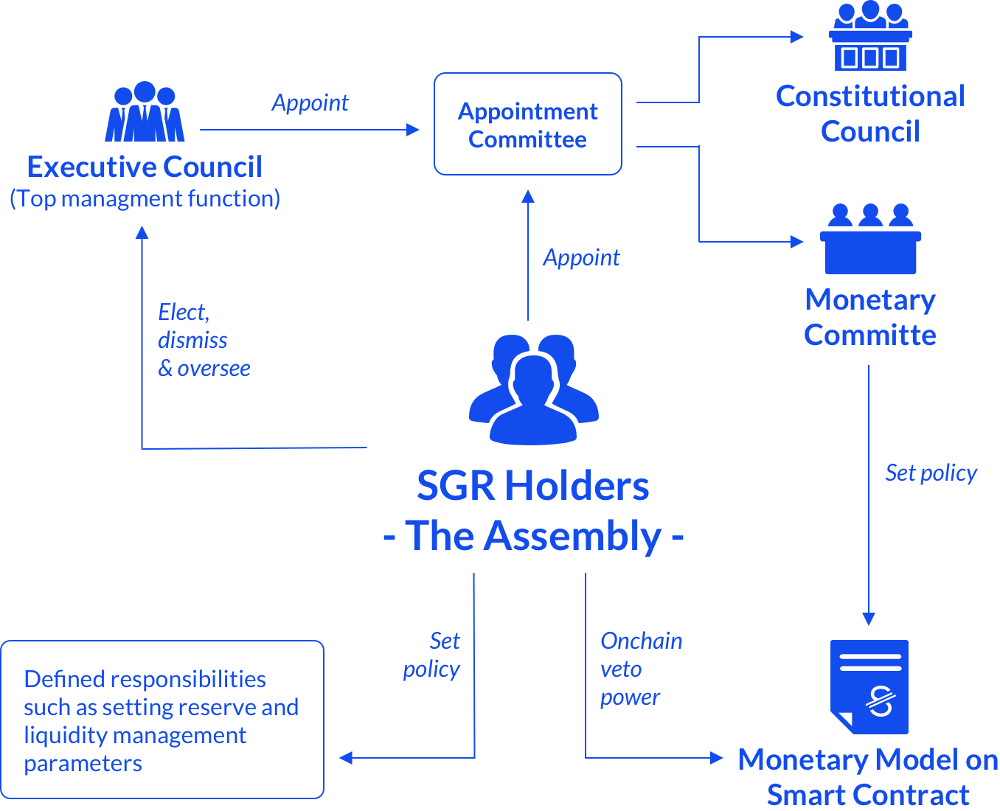 Constitutional
Council
Appoint
Appointment
Committee
Executive Council
(Top managment function)
Appoint
Monetary
Committe
Elect,
dismiss
& oversee
SGR Holders
- The Assembly -
Set policy
Set
policy
Onchain
veto
power
Defined responsibilities
such as setting reserve and
liquidity management
parameters
Monetary Model on
Smart Contract